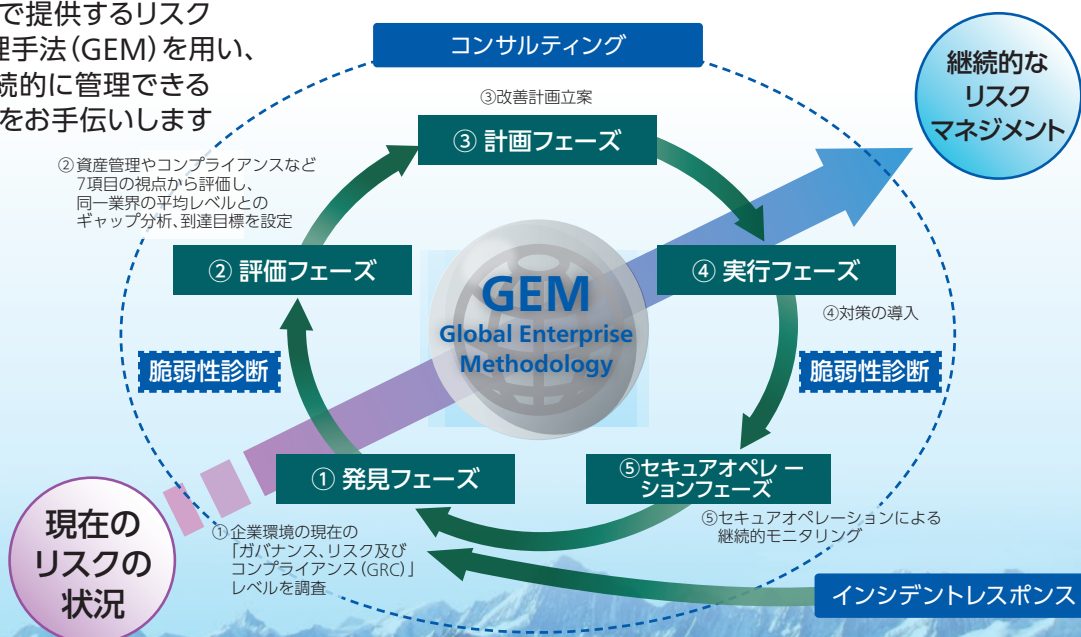 で提供するリスク
理手法（GEM）を用い、
続的に管理できる
をお手伝いします
コンサルティング
継続的な
リスク
マネジメント
③改善計画立案
③ 計画フェーズ
②資産管理やコンプライアンスなど
7項目の視点から評価し、
同一業界の平均レベルとの
ギャップ分析、到達目標を設定
② 評価フェーズ
④ 実行フェーズ
GEM
Global Enterprise
Methodology
④対策の導入
脆弱性診断
脆弱性診断
① 発見フェーズ
⑤セキュアオペレー
ションフェーズ
現在の
リスクの
状況
①企業環境の現在の
「ガバナンス、リスク及び
コンプライアンス（GRC）」
レベルを調査
⑤セキュアオペレーションによる
継続的モニタリング
インシデントレスポンス